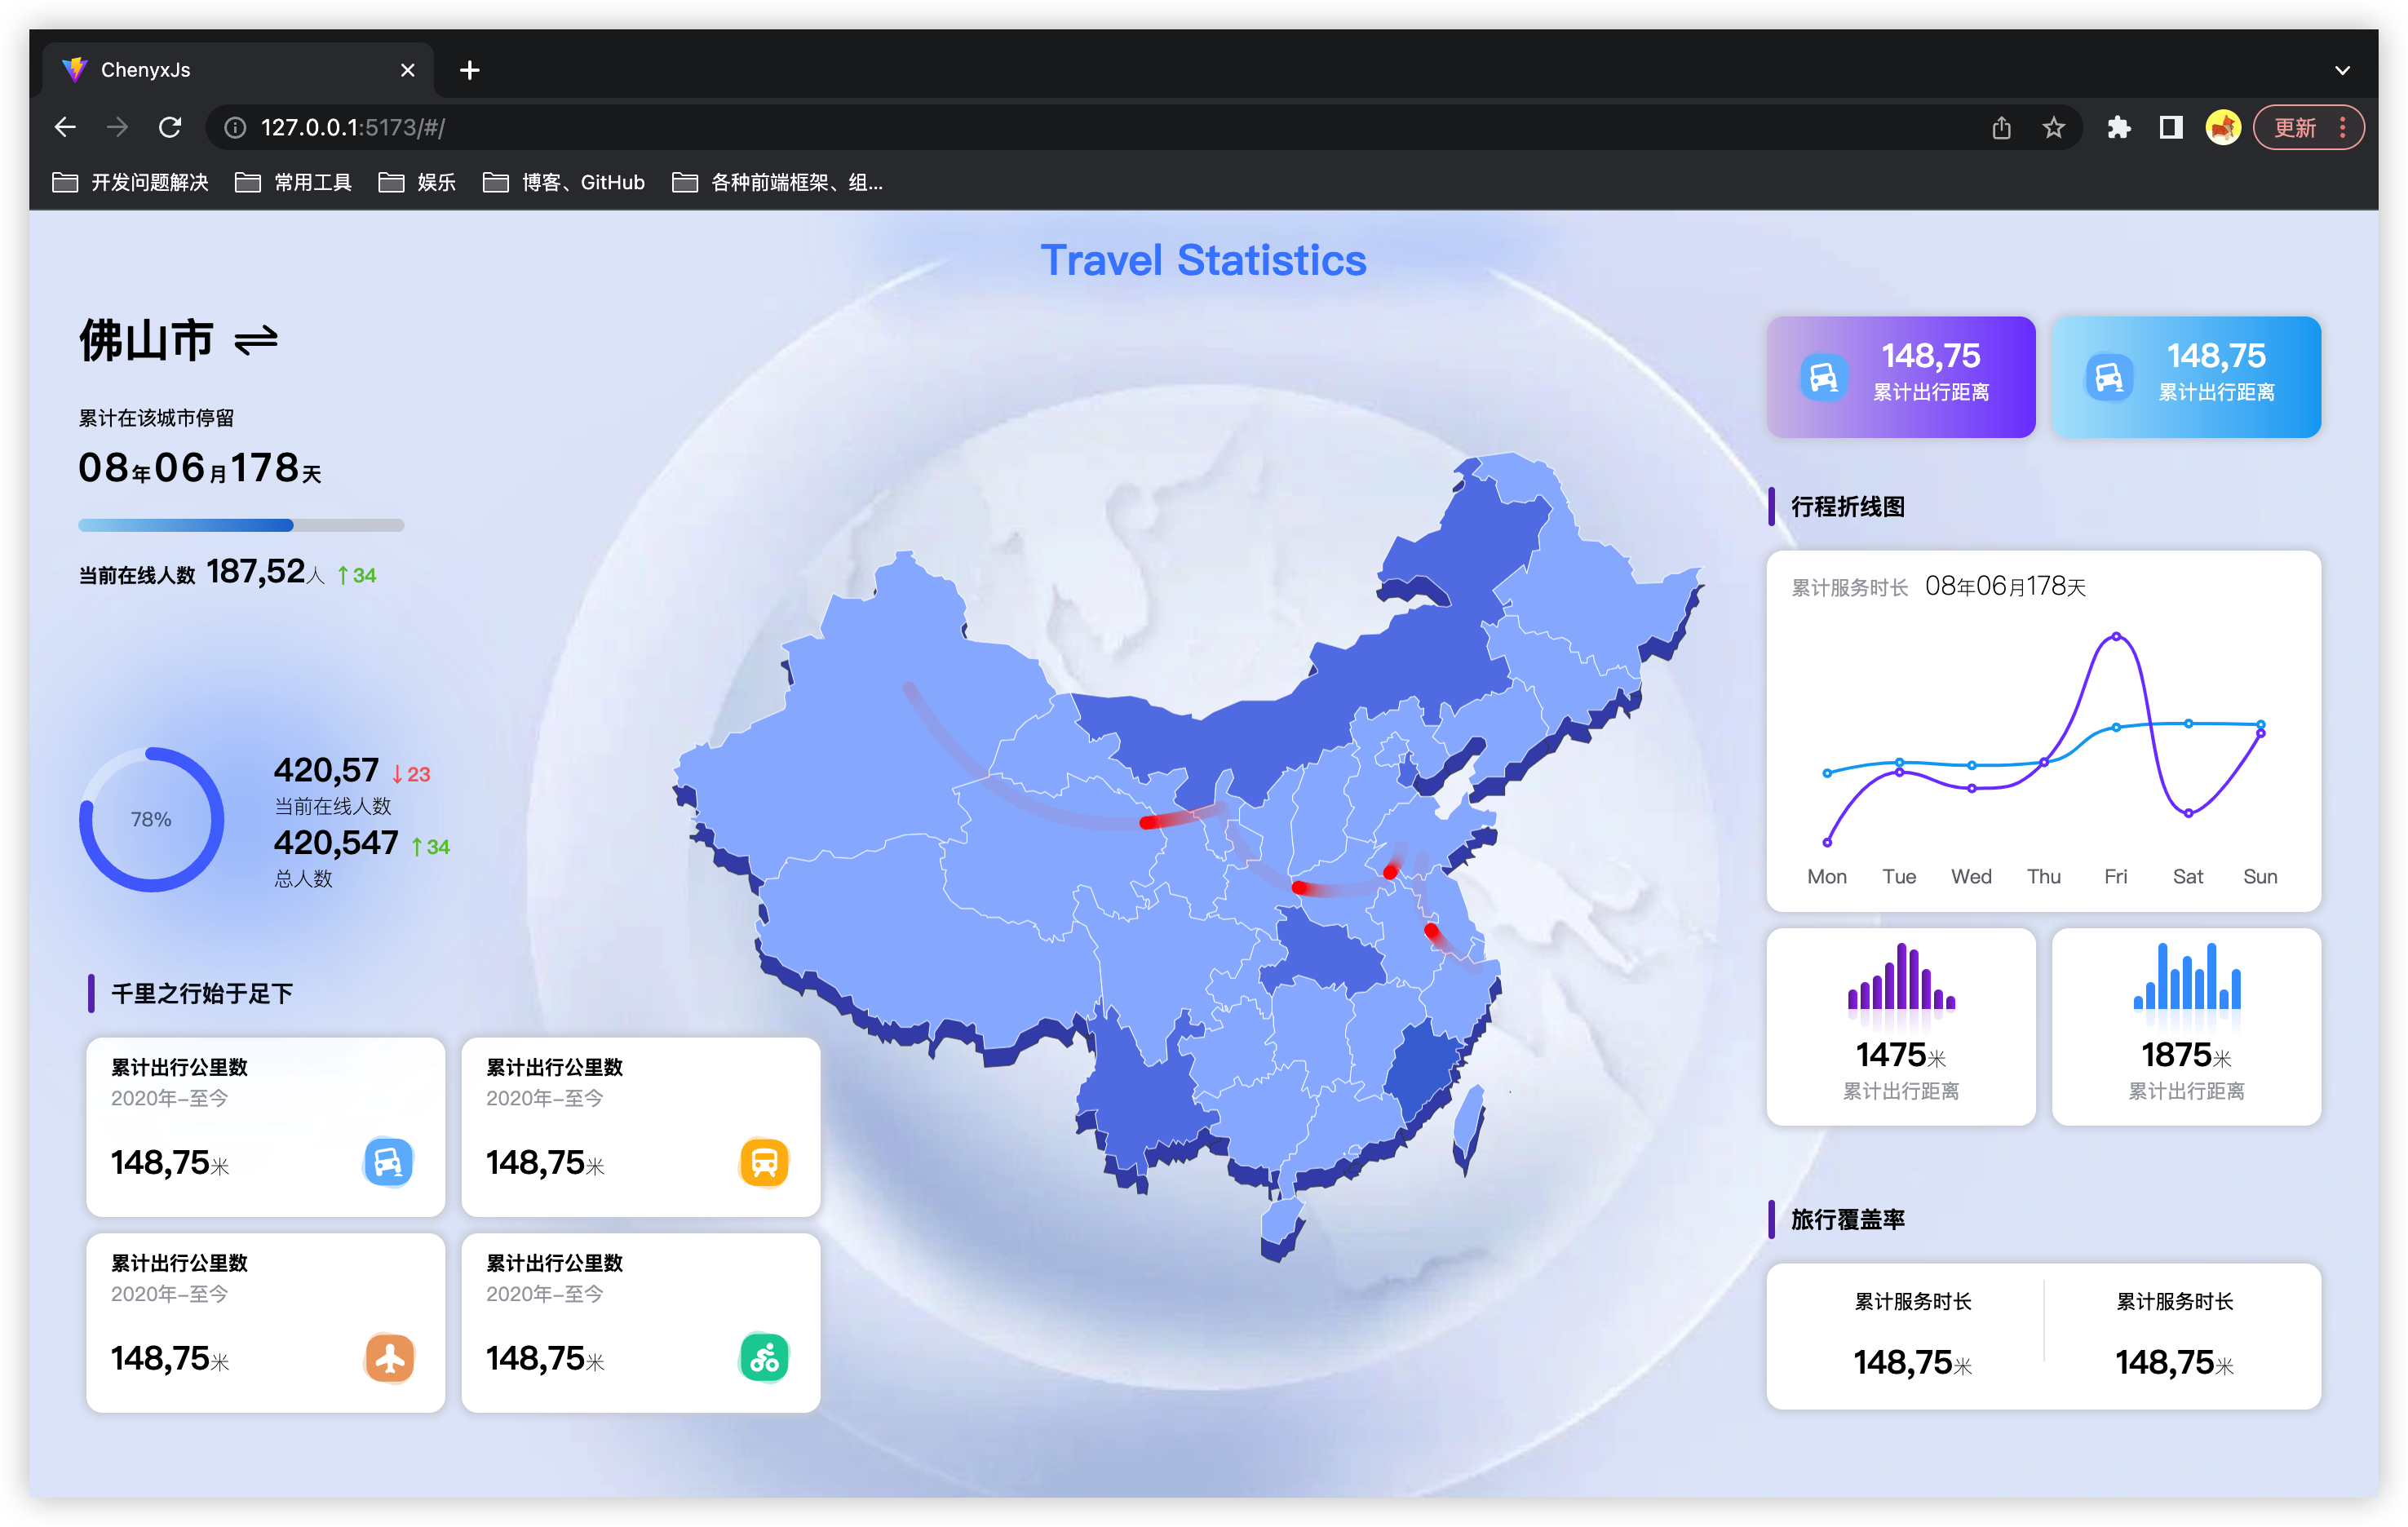 ChenyxJs
127.0.0.1:5173/#/
更新
开发问题解决 常用工具 娱乐 博客、GitHub 各种前端框架、组...
Travel Statistics
佛山市
累计在该城市停留
08年06月178天
当前在线人数 187,52人 ↑34
78%
420,57 ↓23
当前在线人数
420,547 ↑34
总人数
千里之行始于足下
累计出行公里数
2020年-至今
148,75米
累计出行公里数
2020年-至今
148,75米
累计出行公里数
2020年-至今
148,75米
累计出行公里数
2020年-至今
148,75米
148,75
累计出行距离
148,75
累计出行距离
行程折线图
累计服务时长 08年06月178天
Mon Tue Wed Thu Fri Sat Sun
1475米
累计出行距离
1875米
累计出行距离
旅行覆盖率
累计服务时长
148,75米
累计服务时长
148,75米